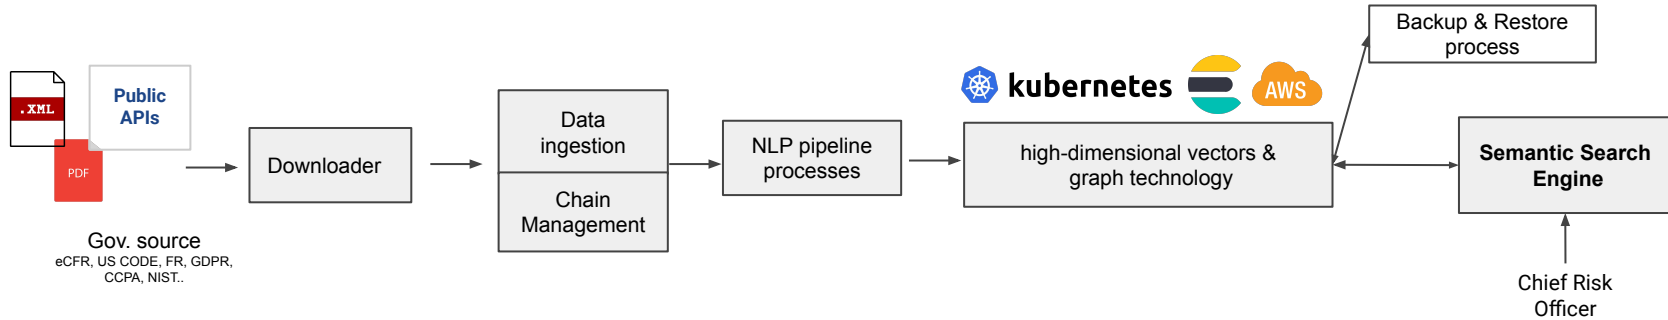 .XML
Public
APIs
PDF
Gov. source
eCFR, US CODE, FR, GDPR,
CCPA, NIST..
Downloader
Data
ingestion
Chain
Management
NLP pipeline
processes
kubernetes
AWS
high-dimensional vectors &
graph technology
Backup & Restore
process
Semantic Search
Engine
Chief Risk
Officer